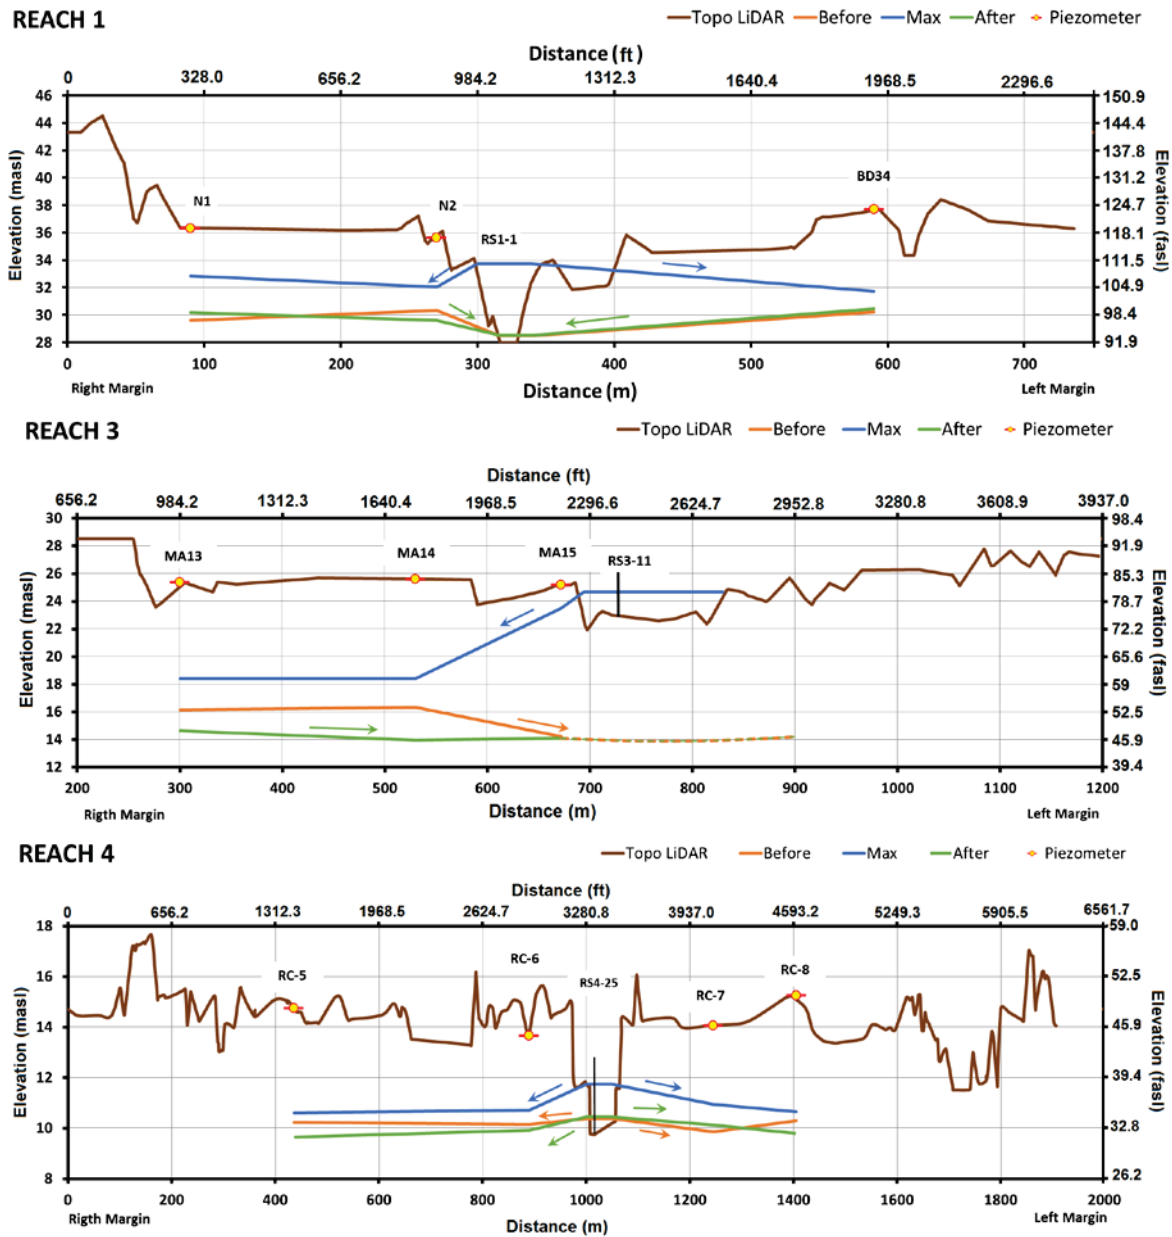 REACH 1
Topo LiDAR Before Max After Piezometer
Distance
(ft)
0 328.0 656.2 984.2 1312.3 1640.4 1968.5 2296.6
46 44 42 40 38 36 34 32 30 28
Elevation (masl)
150.9 144.4 137.8 131.2 124.7 118.1 111.5 104.9 98.4 91.9
Elevation (fasl)
N1 N2 RS1-1 BD34
0 100 200 300 400 500 600 700
Right Margin Distance (m) Left Margin
REACH 3
Topo LiDAR Before Max After Piezometer
Distance (ft)
656.2 984.2 1312.3 1640.4 1968.5 2296.6 2624.7 2952.8 3280.8 3608.9 3937.0
30 28 26 24 22 20 18 16 14 12
Elevation (masl)
98.4 91.9 85.3 78.7 72.2 65.6 59 52.5 45.9 39.4
Elevation (fasl)
MA13 MA14 MA15 RS3-11
200 300 400 500 600 700 800 900 1000 1100 1200
Rigth Margin Distance (m) Left Margin
REACH 4
Topo LiDAR Before Max After Piezometer
Distance (ft)
0 656.2 1312.3 1968.5 2624.7 3280.8 3937.0 4593.2 5249.3 5905.5 6561.7
18 16 14 12 10 8
Elevation (masl)
59.0 52.5 45.9 39.4 32.8 26.2
Elevation (fasl)
RC-5 RC-6 RS4-25 RC-7 RC-8
0 200 400 600 800 1000 1200 1400 1600 1800 2000
Rigth Margin Distance (m) Left Margin